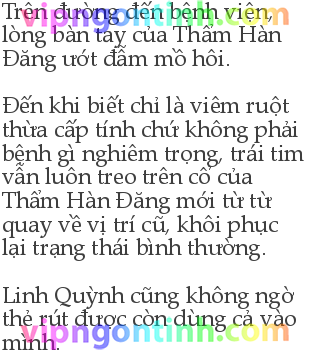 Trên đường đến bệnh viện,
lòng bàn tay của Thẩm Hàn
Đăng ướt đẫm mồ hôi.
Đến khi biết chỉ là viêm ruột
thừa cấp tính chứ không phải
bệnh gì nghiêm trọng, trái tim
vẫn luôn treo trên cổ của
Thẩm Hàn Đăng mới từ từ
quay về vị trí cũ, khôi phục
lại trạng thái bình thường.
Linh Quỳnh cũng không ngờ
thẻ rút được còn dùng cả vào
mình.
vipngontinh.com
vipngontinh.com